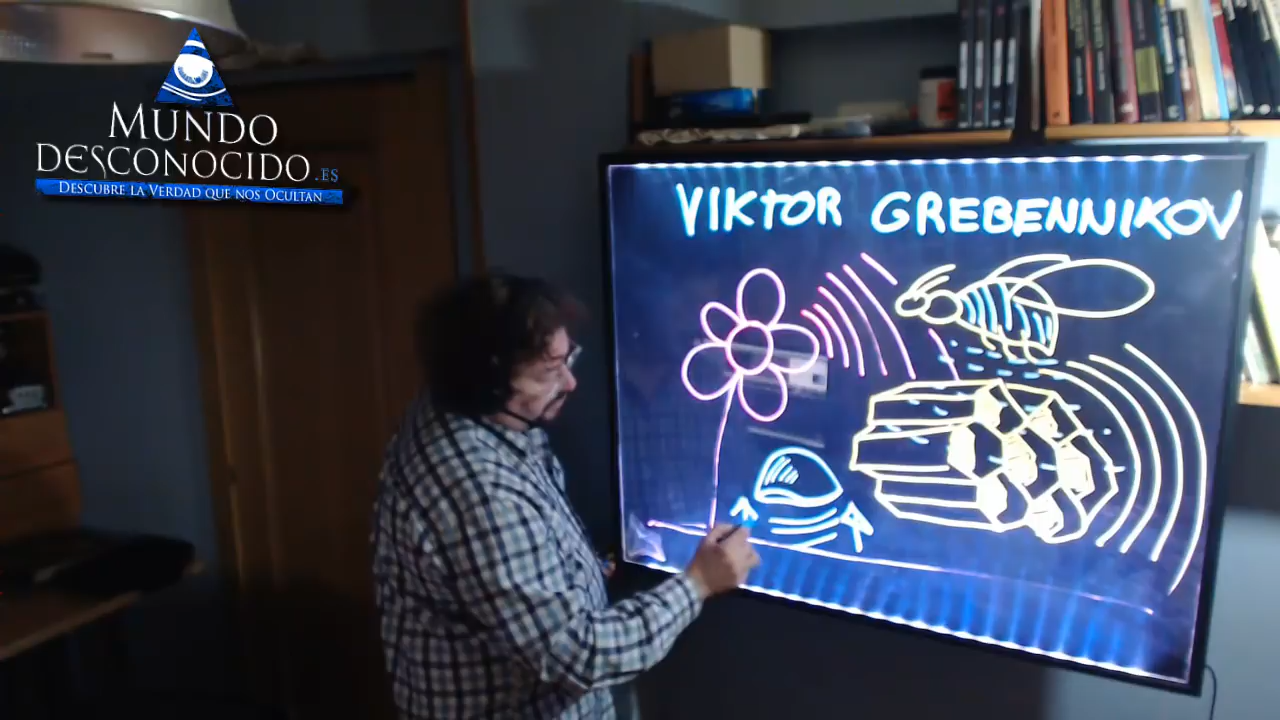 MUNDO
DESCONOCIDO.ES
DESCUBRE LA VERDAD QUE NOS OCULTAN
VIKTOR GREBENNIKOV